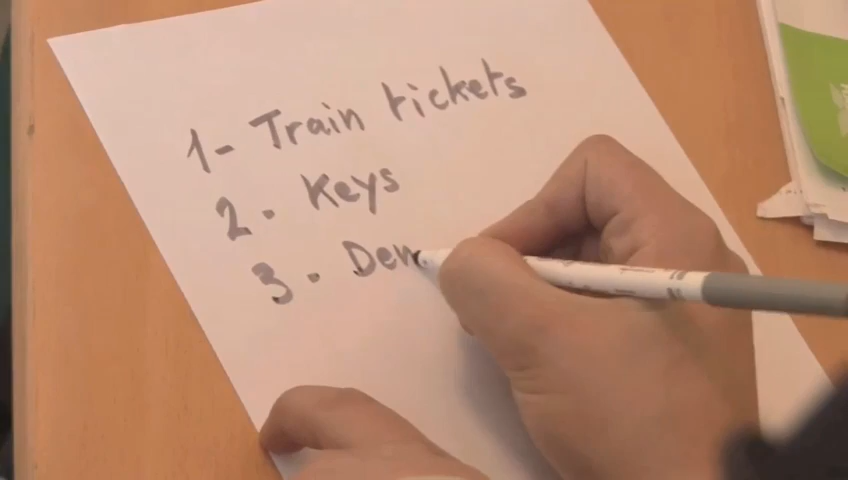 1- Train tickets
2. Keys
3. Den